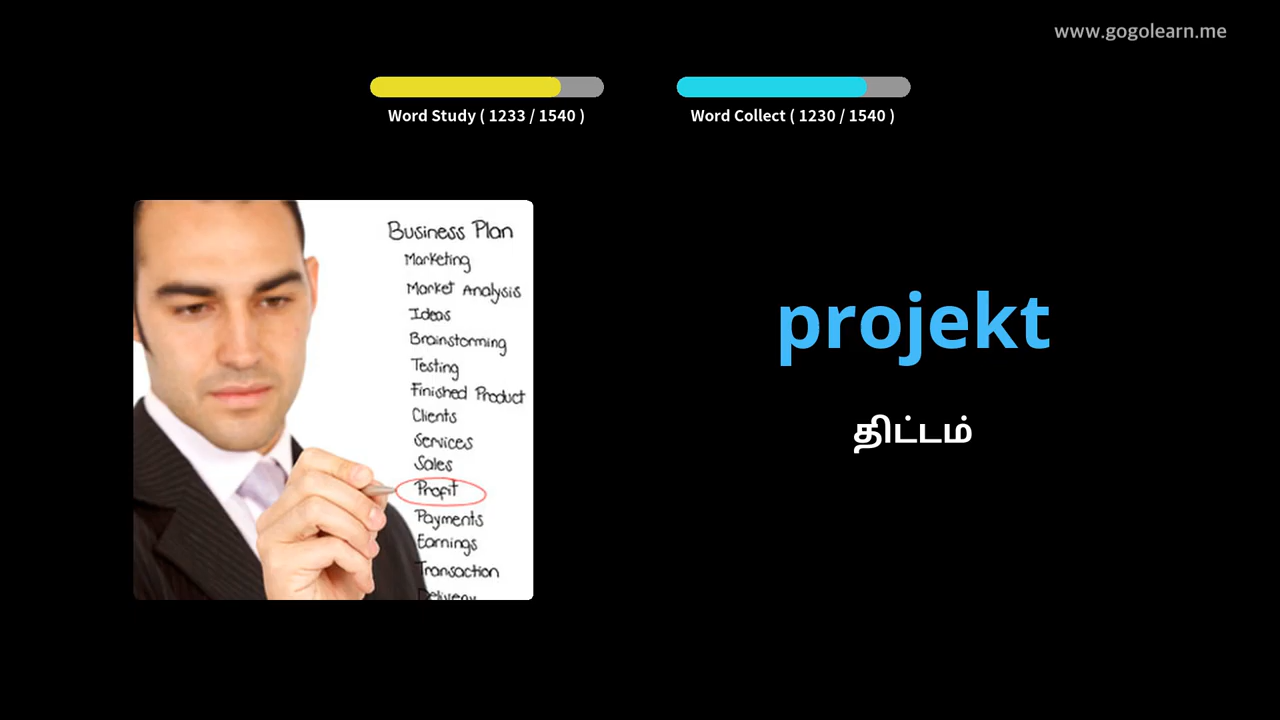 www.gogolearn.me
Word Study ( 1233 / 1540 )
Word Collect ( 1230 / 1540 )
Business Plan
Marketing
Market Analysis
Ideas
Brainstorming
Testing
Finished Product
Clients
Services
Sales
Profit
Payments
Earnings
Transaction
Delivery
projekt
திட்டம்